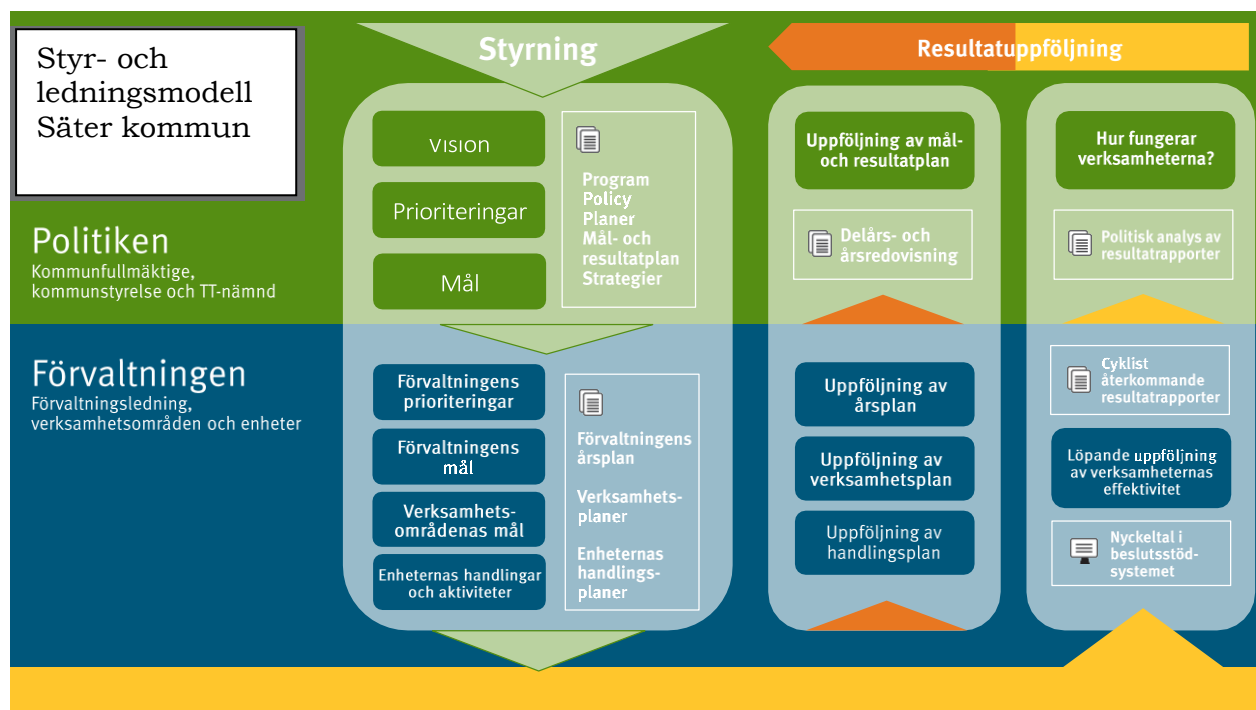 Styr- och
ledningsmodell
Säter kommun
Styrning
Resultatuppföljning
Politiken
Kommunfullmäktige,
kommunstyrelse och TT-nämnd
Vision
Prioriteringar
Mål
Program
Policy
Planer
Mål- och
resultatplan
Strategier
Uppföljning av mål-
och resultatplan
Delårs- och
årsredovisning
Hur fungerar
verksamheterna?
Politisk analys av
resultatrapporter
Förvaltningen
Förvaltningsledning,
verksamhetsområden och enheter
Förvaltningens
prioriteringar
Förvaltningens
mål
Verksamhets-
områdenas mål
Enheternas handlingar
och aktiviteter
Förvaltningens
årsplan
Verksamhets-
planer
Enheternas
handlings-
planer
Uppföljning av
årsplan
Uppföljning av
verksamhetsplan
Uppföljning av
handlingsplan
Cyklist
återkommande
resultatrapporter
Löpande uppföljning
av verksamheternas
effektivitet
Nyckeltal i
beslutsstöd-
systemet